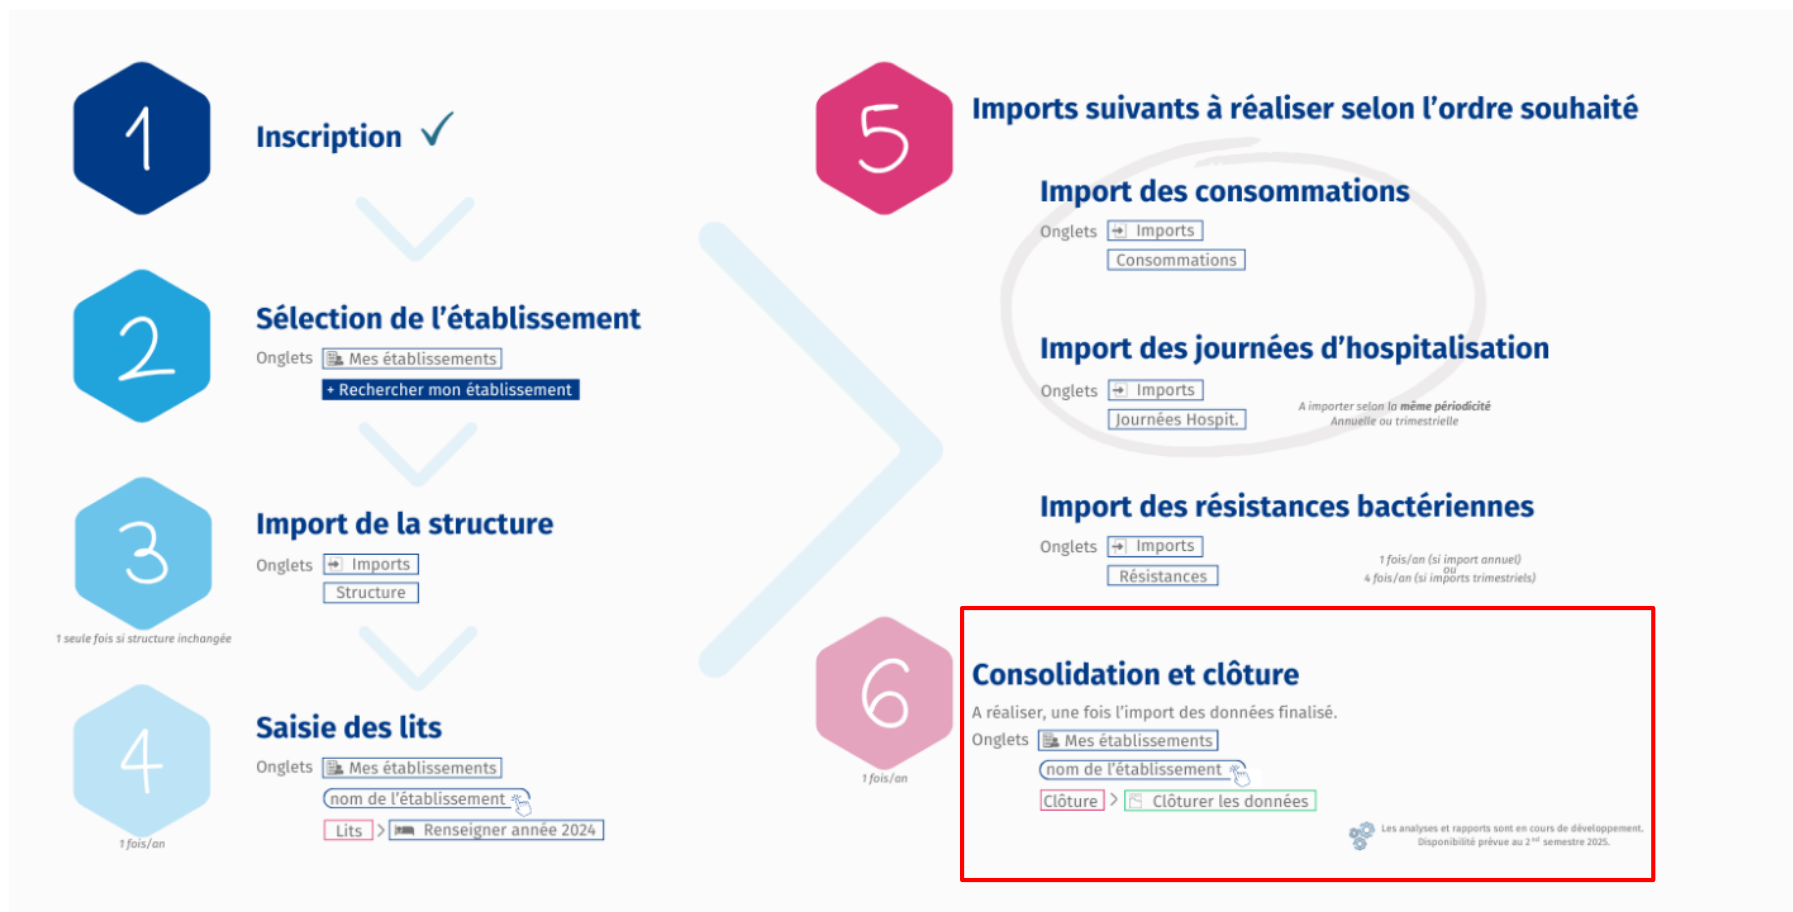 1
Inscription
2
Sélection de l'établissement
Onglets Mes établissements
+ Rechercher mon établissement
3
1 seule fois si structure inchangée
Import de la structure
Onglets Imports
Structure
4
1 fois/an
Saisie des lits
Onglets Mes établissements
nom de l'établissement
Lits > Renseigner année 2024
5
Imports suivants à réaliser selon l'ordre souhaité
Import des consommations
Onglets Imports
Consommations
Import des journées d'hospitalisation
Onglets Imports
Journées Hospit.
A importer selon la même périodicité
Annuelle ou trimestrielle
Import des résistances bactériennes
Onglets Imports
Résistances
1 fois/an (si import annuel)
ou
4 fois/an (si imports trimestriels)
6
1 fois/an
Consolidation et clôture
A réaliser, une fois l'import des données finalisé.
Onglets Mes établissements
nom de l'établissement
Clôture > Clôturer les données
Les analyses et rapports sont en cours de développement.
Disponibilité prévue au 2nd semestre 2025.